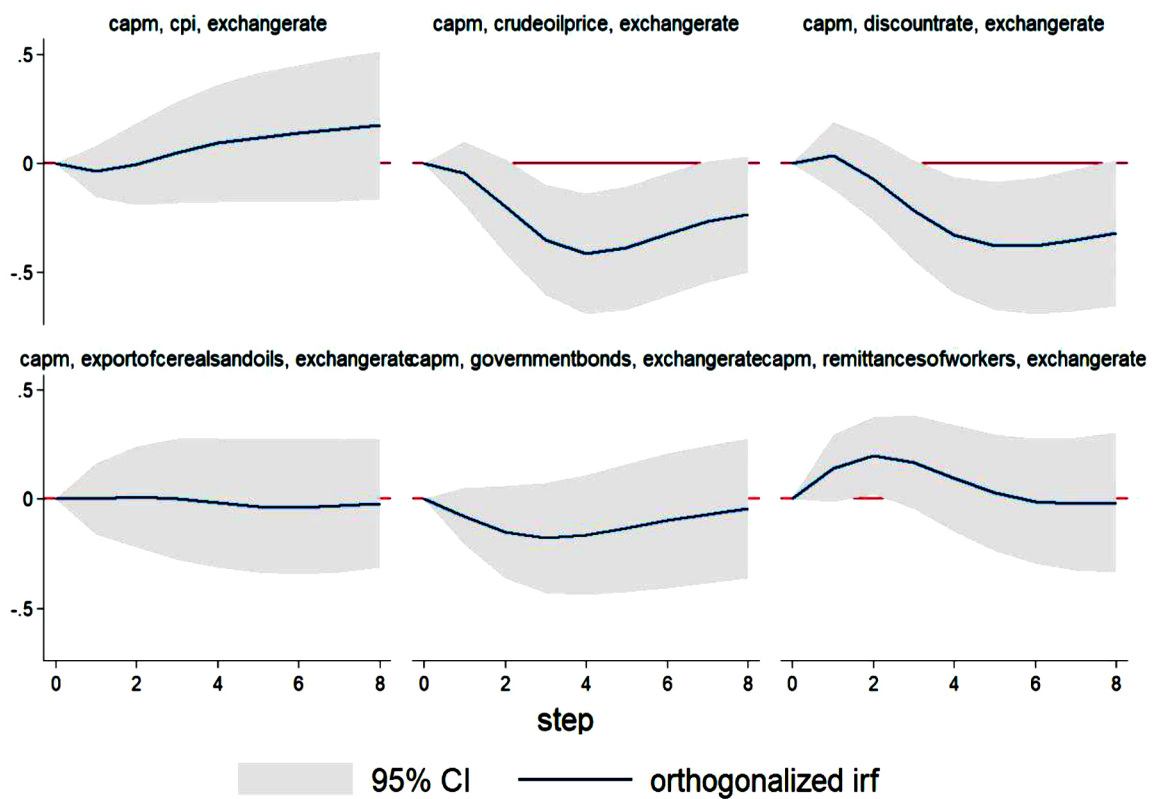 capm, cpi, exchangerate
capm, crudeoilprice, exchangerate
capm, discountrate, exchangerate
.5
0
-.5
capm, exportofcerealsandoils, exchangerate
capm, governmentbonds, exchangerate
capm, remittancesofworkers, exchangerate
.5
0
-.5
0 2 4 6 8
0 2 4 6 8
0 2 4 6 8
step
95% CI
orthogonalized irf